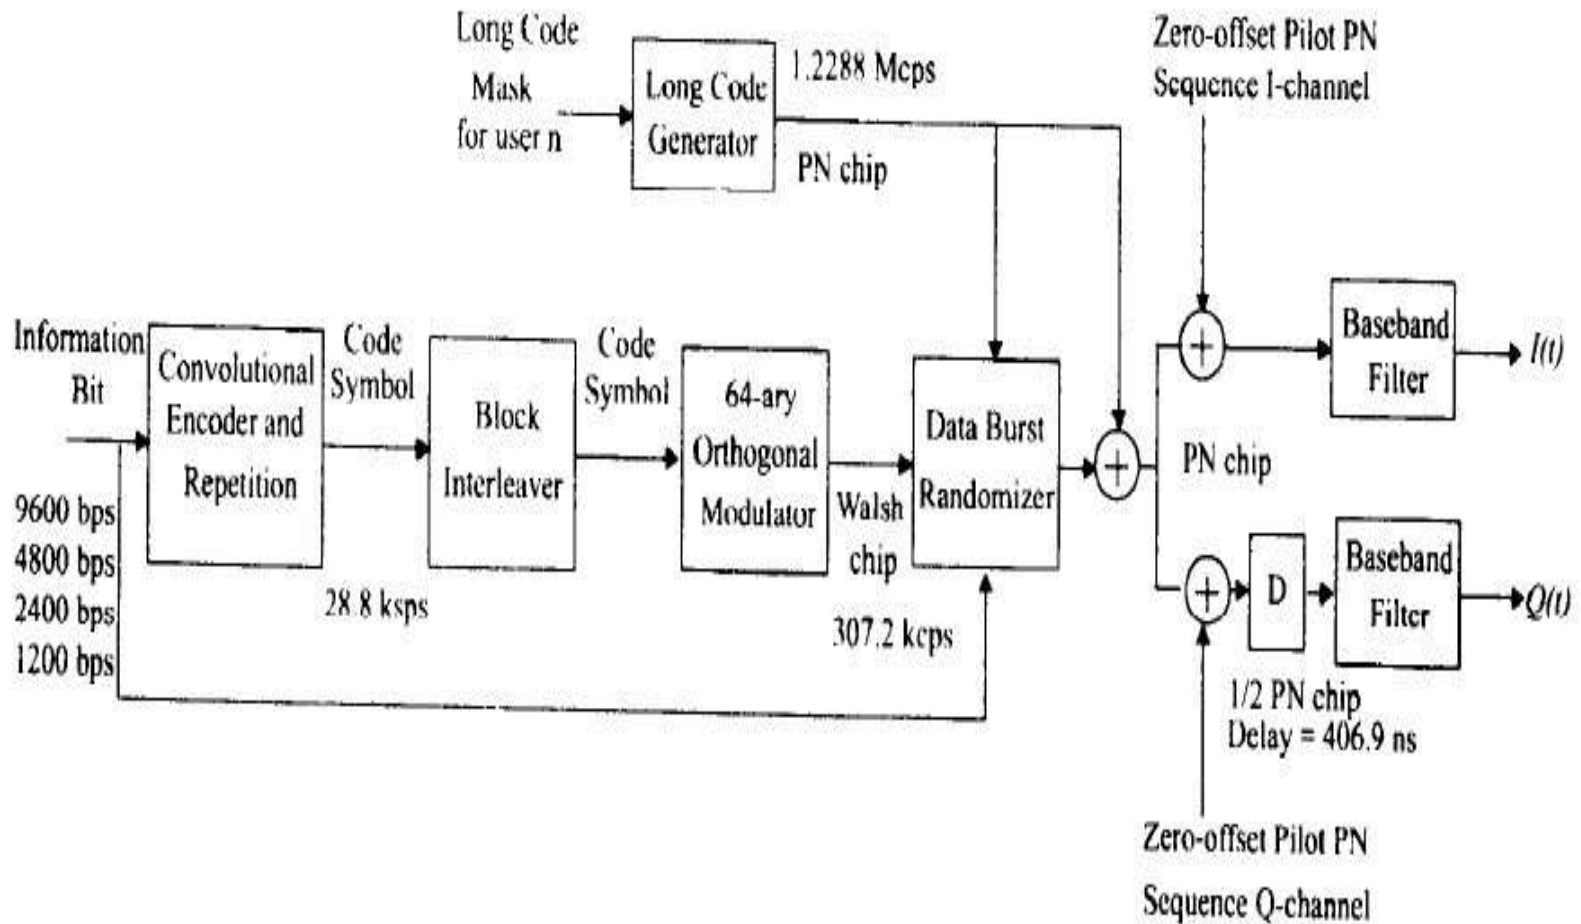 Long Code
Mask
for user n
Long Code
Generator
1.2288 Mcps
PN chip
Zero-offset Pilot PN
Sequence I-channel
Information
Bit
9600 bps
4800 bps
2400 bps
1200 bps
Convolutional
Encoder and
Repetition
Code
Symbol
28.8 ksps
Block
Interleaver
Code
Symbol
64-ary
Orthogonal
Modulator
Walsh
chip
307.2 kcps
Data Burst
Randomizer
+
PN chip
+
Baseband
Filter
I(t)
+
D
1/2 PN chip
Delay = 406.9 ns
Baseband
Filter
Q(t)
Zero-offset Pilot PN
Sequence Q-channel